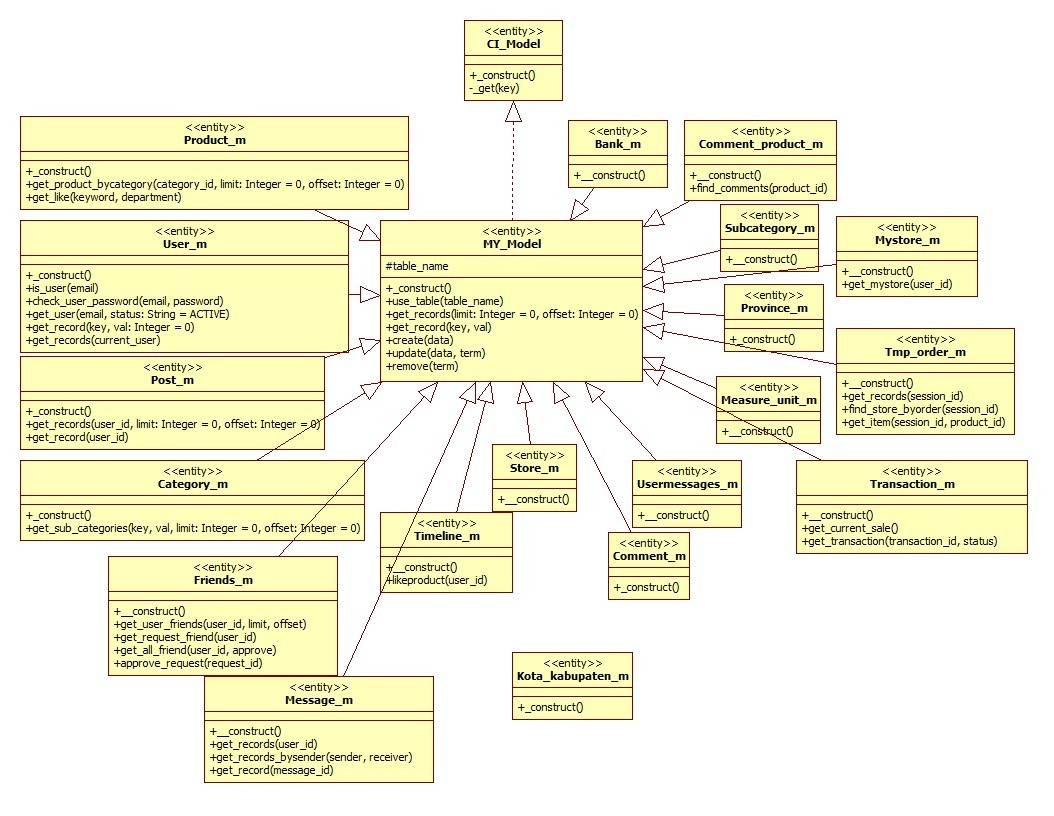 <<entity>>
CI_Model
+_construct()
-_get(key)
<<entity>>
Product_m
+_construct()
+get_product_bycategory(category_id, limit: Integer = 0, offset: Integer = 0)
+get_like(keyword, department)
<<entity>>
Bank_m
+__construct()
<<entity>>
Comment_product_m
+__construct()
+find_comments(product_id)
<<entity>>
User_m
+_construct()
+is_user(email)
+check_user_password(email, password)
+get_user(email, status: String = ACTIVE)
+get_record(key, val: Integer = 0)
+get_records(current_user)
<<entity>>
MY_Model
#table_name
+_construct()
+use_table(table_name)
+get_records(limit: Integer = 0, offset: Integer = 0)
+get_record(key, val)
+create(data)
+update(data, term)
+remove(term)
<<entity>>
Subcategory_m
+__construct()
<<entity>>
Mystore_m
+__construct()
+get_mystore(user_id)
<<entity>>
Province_m
+_construct()
<<entity>>
Tmp_order_m
+__construct()
+get_records(session_id)
+find_store_byorder(session_id)
+get_item(session_id, product_id)
<<entity>>
Post_m
+_construct()
+get_records(user_id, limit: Integer = 0, offset: Integer = 0)
+get_record(user_id)
<<entity>>
Measure_unit_m
+__construct()
<<entity>>
Category_m
+_construct()
+get_sub_categories(key, val, limit: Integer = 0, offset: Integer = 0)
<<entity>>
Store_m
+__construct()
<<entity>>
Usermessages_m
+__construct()
<<entity>>
Transaction_m
+__construct()
+get_current_sale()
+get_transaction(transaction_id, status)
<<entity>>
Timeline_m
+__construct()
+likeproduct(user_id)
<<entity>>
Comment_m
+_construct()
<<entity>>
Friends_m
+__construct()
+get_user_friends(user_id, limit, offset)
+get_request_friend(user_id)
+get_all_friend(user_id, approve)
+approve_request(request_id)
<<entity>>
Kota_kabupaten_m
+_construct()
<<entity>>
Message_m
+__construct()
+get_records(user_id)
+get_records_bysender(sender, receiver)
+get_record(message_id)